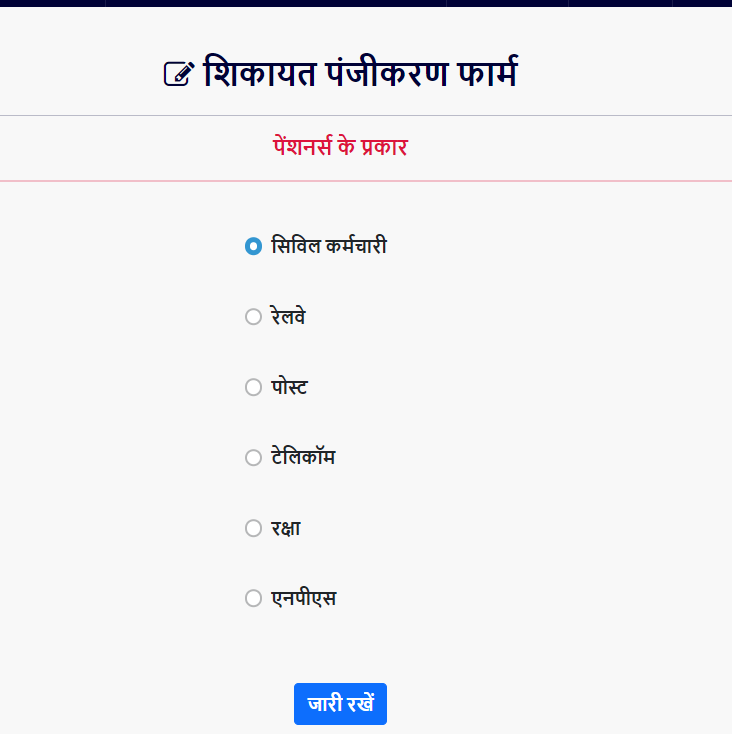 शिकायत पंजीकरण फार्म
पेंशनर्स के प्रकार
सिविल कर्मचारी
रेलवे
पोस्ट
टेलिकॉम
रक्षा
एनपीएस
जारी रखें